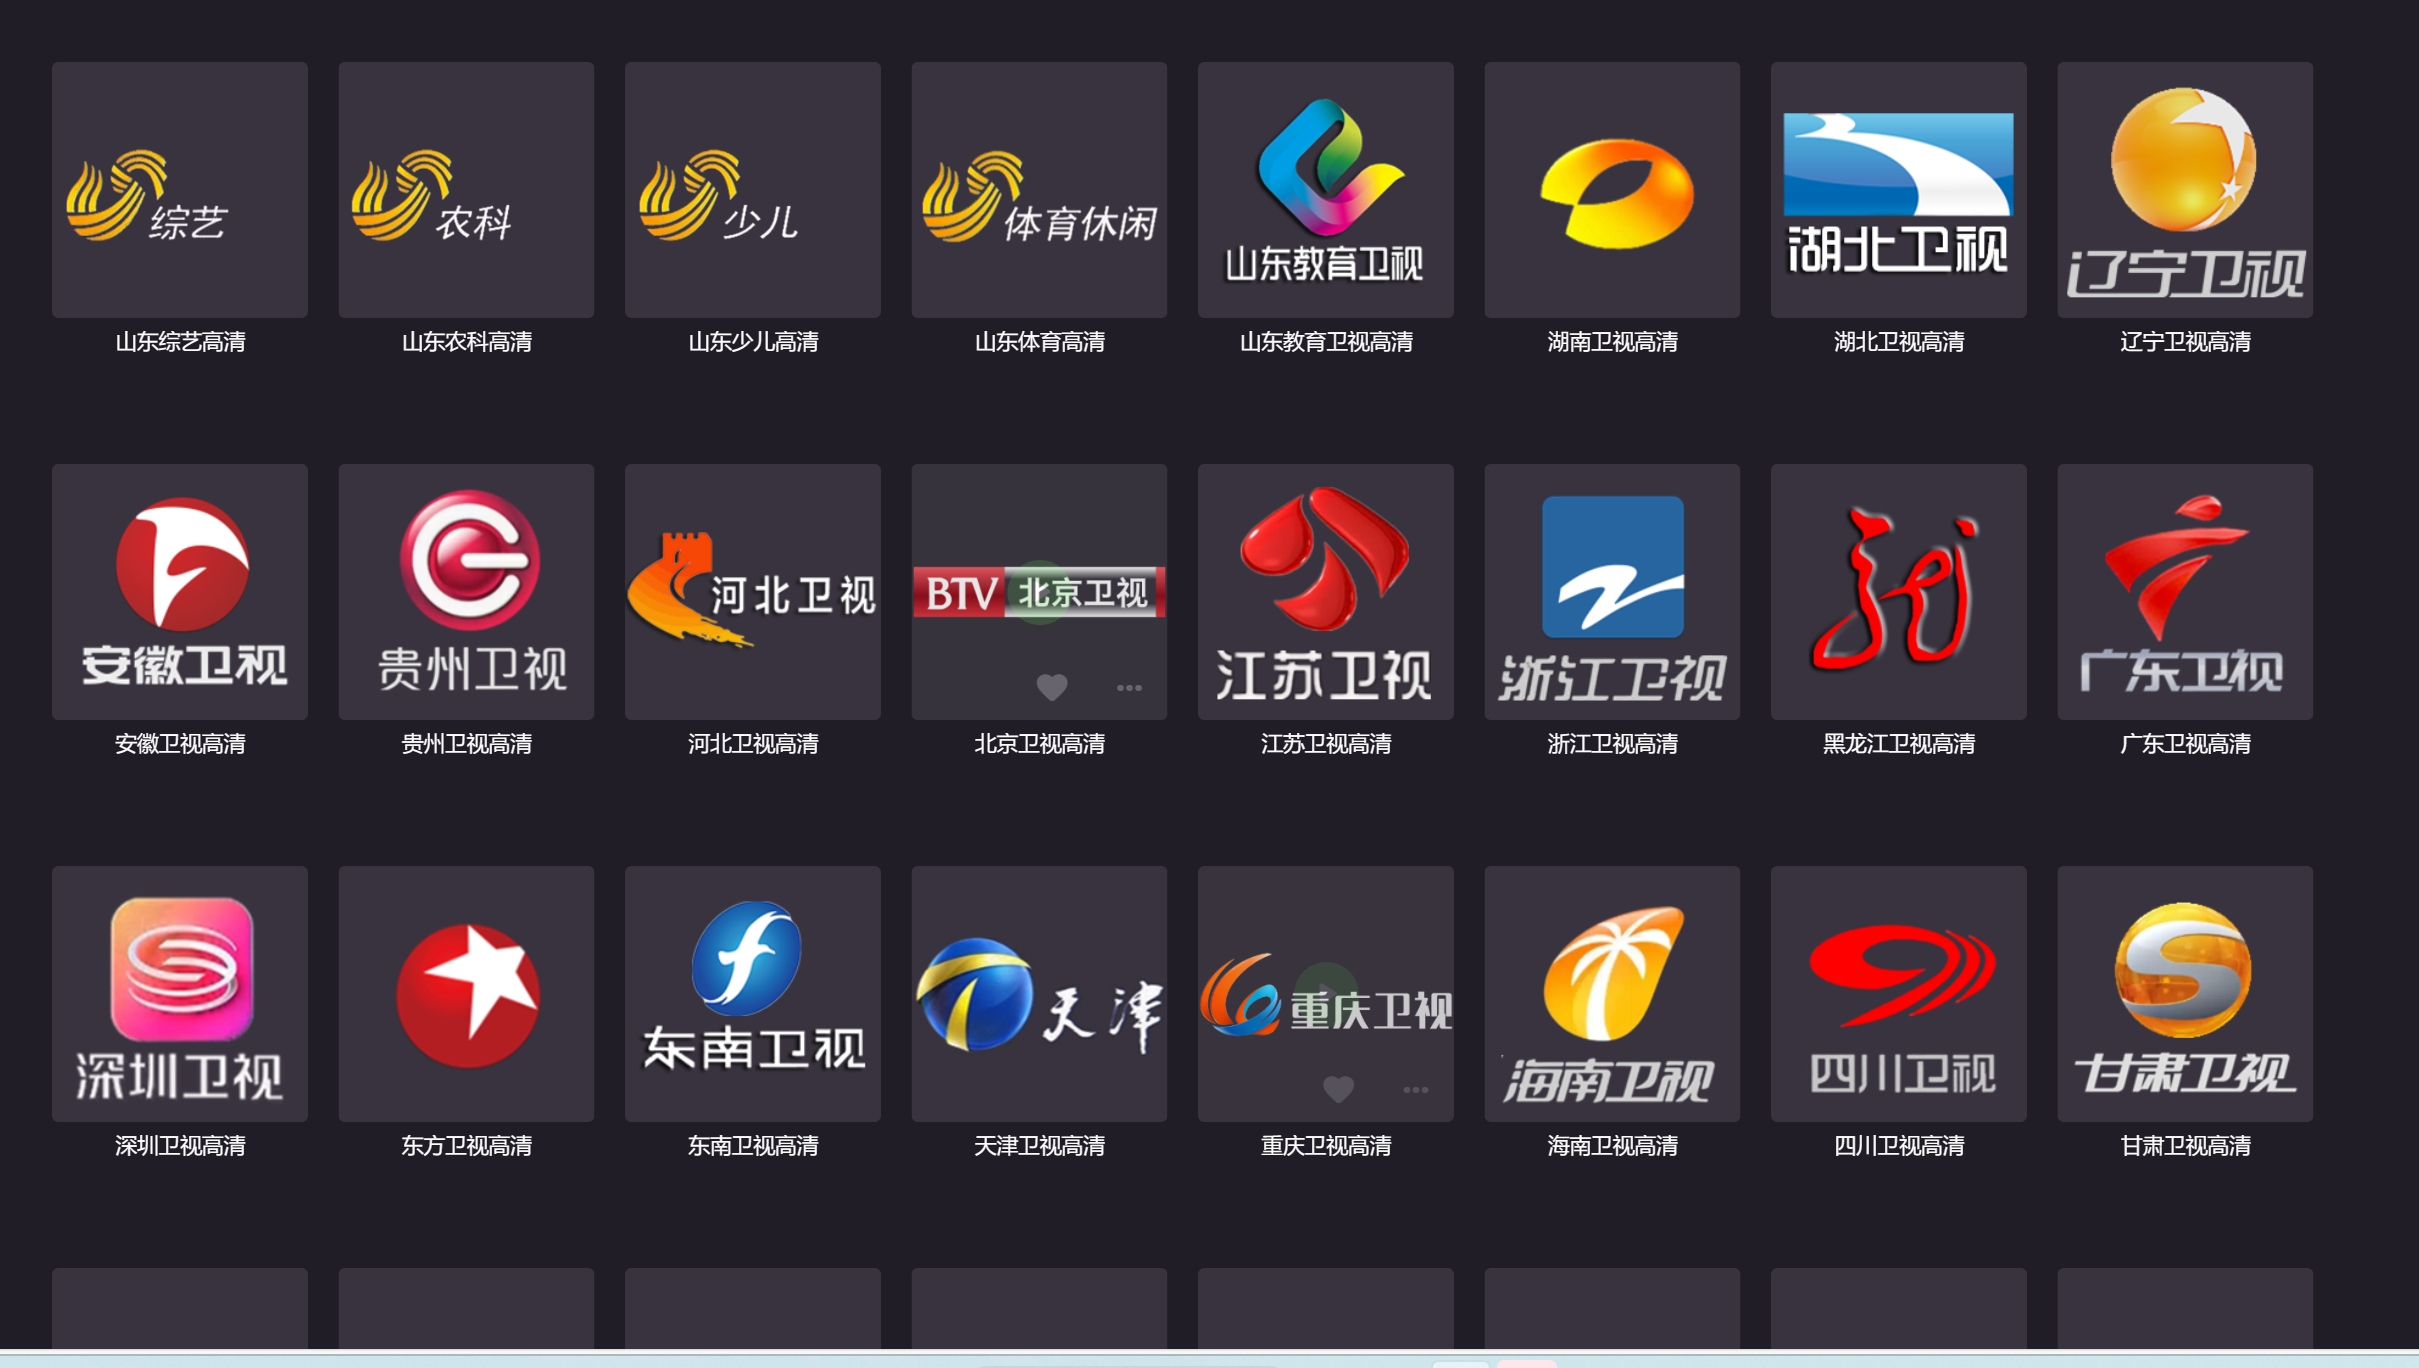 综艺
农科
少儿
体育休闲
山东教育卫视
湖北卫视
辽宁卫视
山东综艺高清
山东农科高清
山东少儿高清
山东体育高清
山东教育卫视高清
湖南卫视高清
湖北卫视高清
辽宁卫视高清
安徽卫视
贵州卫视
河北卫视
BTV 北京卫视
江苏卫视
浙江卫视
龙
广东卫视
安徽卫视高清
贵州卫视高清
河北卫视高清
北京卫视高清
江苏卫视高清
浙江卫视高清
黑龙江卫视高清
广东卫视高清
深圳卫视
东南卫视
天津
重庆卫视
海南卫视
四川卫视
甘肃卫视
深圳卫视高清
东方卫视高清
东南卫视高清
天津卫视高清
重庆卫视高清
海南卫视高清
四川卫视高清
甘肃卫视高清